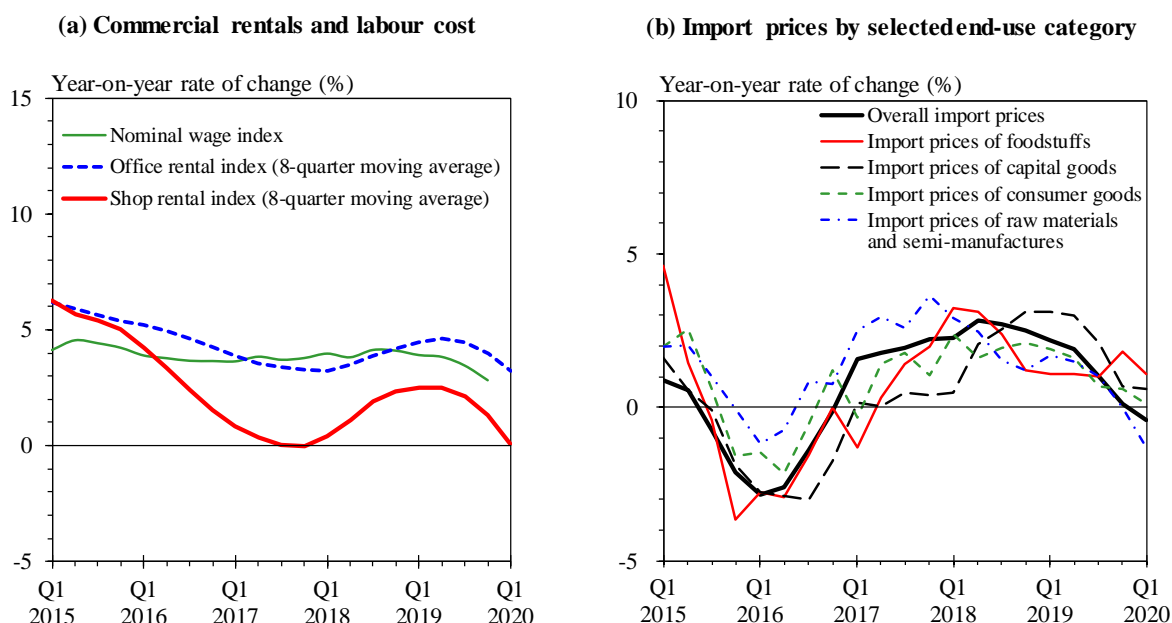 (a) Commercial rentals and labour cost
Year-on-year rate of change (%)
15
10
5
0
-5
Nominal wage index
Office rental index (8-quarter moving average)
Shop rental index (8-quarter moving average)
Q1 Q1 Q1 Q1 Q1 Q1
2015 2016 2017 2018 2019 2020
(b) Import prices by selected end-use category
Year-on-year rate of change (%)
10
5
0
-5
Overall import prices
Import prices of foodstuffs
Import prices of capital goods
Import prices of consumer goods
Import prices of raw materials
and semi-manufactures
Q1 Q1 Q1 Q1 Q1 Q1
2015 2016 2017 2018 2019 2020